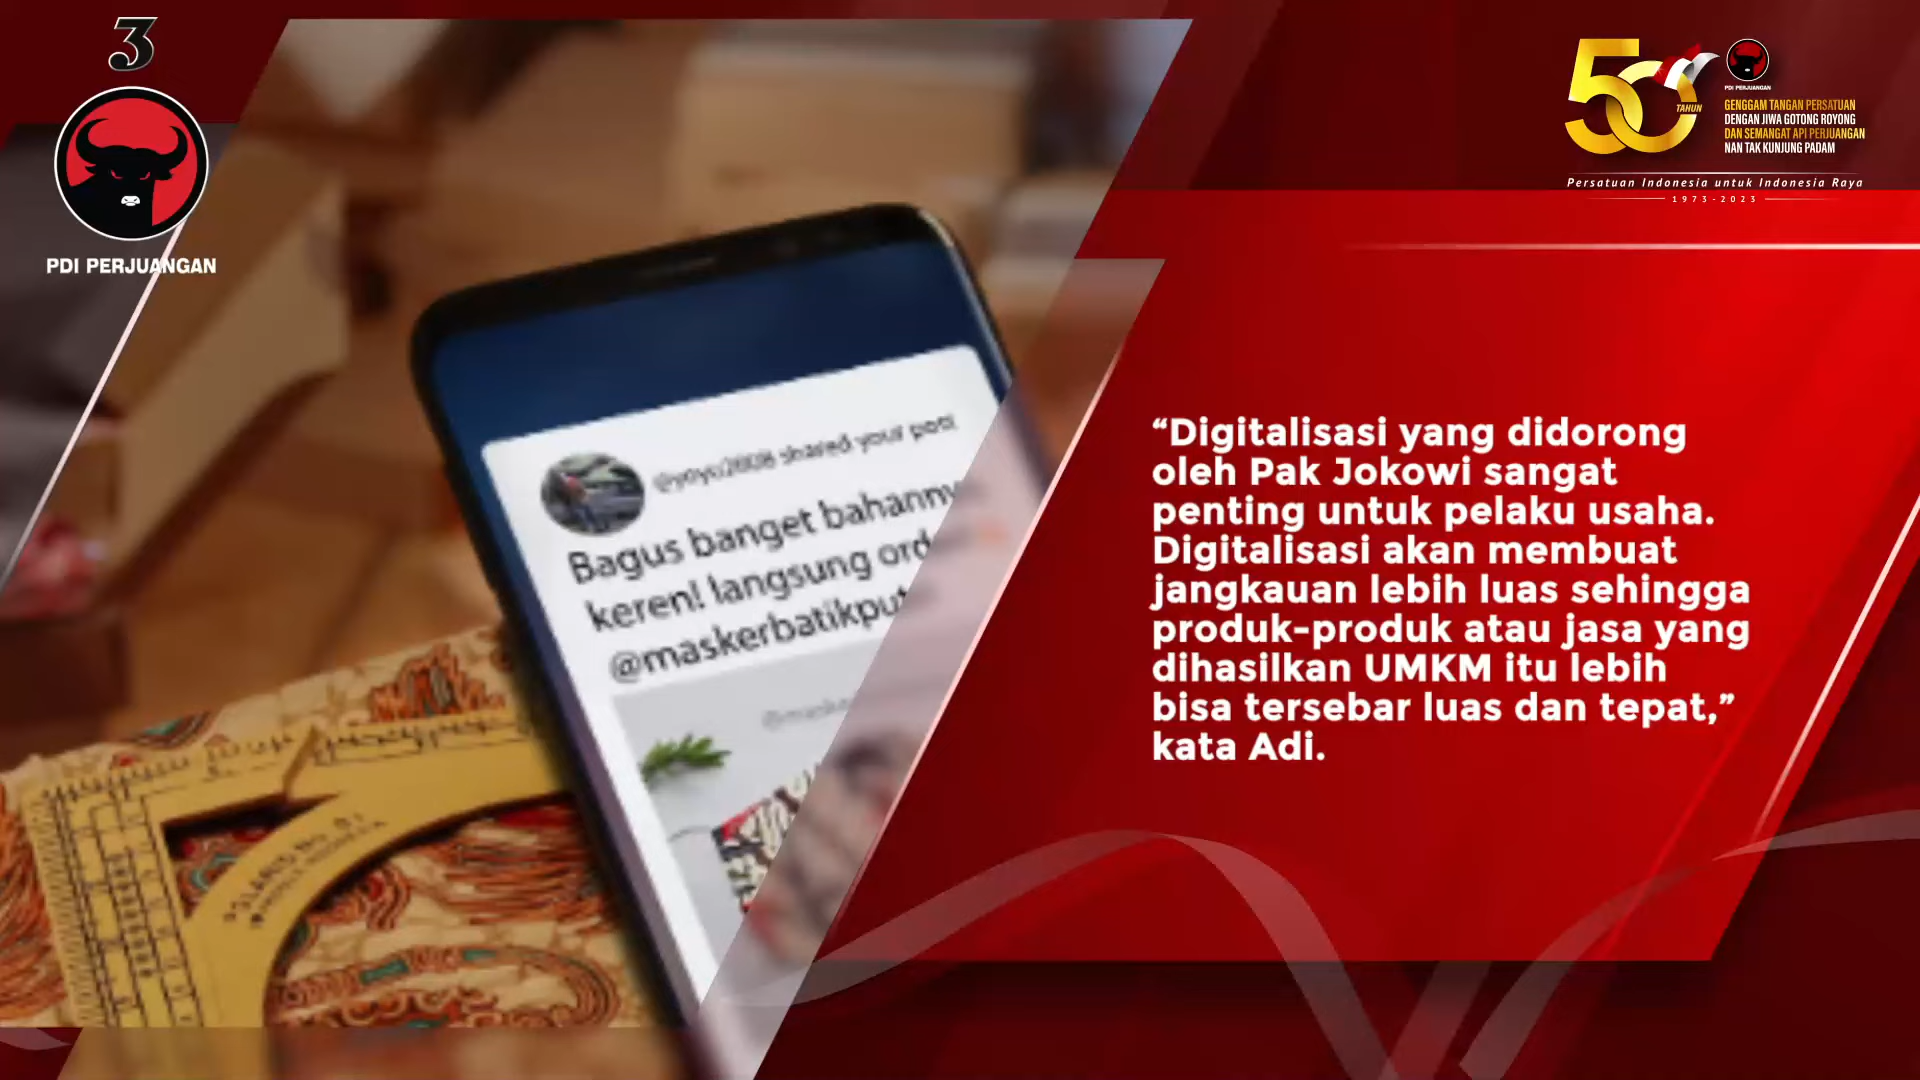 3
PDI PERJUANGAN
50
TAHUN
PDI PERJUANGAN
GENGGAM TANGAN PERSATUAN
DENGAN JIWA GOTONG ROYONG
DAN SEMANGAT API PERJUANGAN
NAN TAK KUNJUNG PADAM
Persatuan Indonesia untuk Indonesia Raya
1973-2023
shared your post
Bagus banget bahanny
keren! langsung ord
@maskerbatikput
“Digitalisasi yang didorong
oleh Pak Jokowi sangat
penting untuk pelaku usaha.
Digitalisasi akan membuat
jangkauan lebih luas sehingga
produk-produk atau jasa yang
dihasilkan UMKM itu lebih
bisa tersebar luas dan tepat,”
kata Adi.